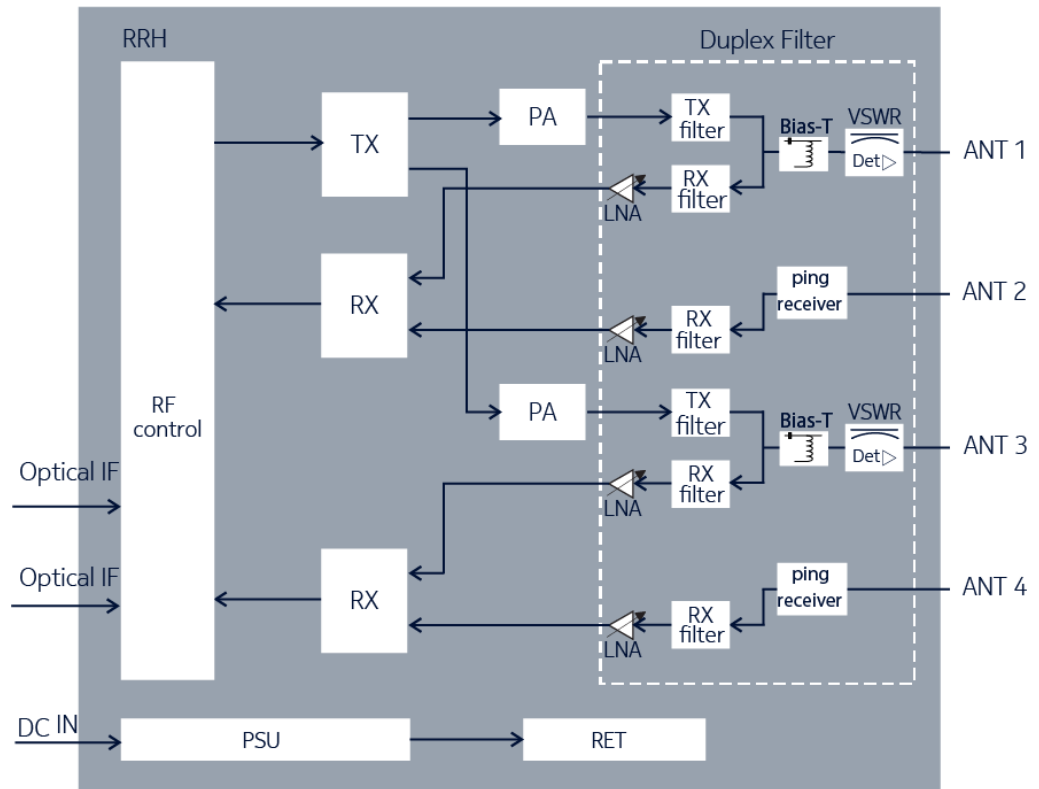 RRH
Duplex Filter
TX
PA
TX
filter
Bias-T
VSWR
Det
ANT 1
RX
filter
LNA
RX
ping
receiver
ANT 2
RX
filter
LNA
PA
TX
filter
Bias-T
VSWR
Det
ANT 3
RF
control
RX
filter
LNA
Optical IF
Optical IF
RX
ping
receiver
ANT 4
RX
filter
LNA
DC IN
PSU
RET